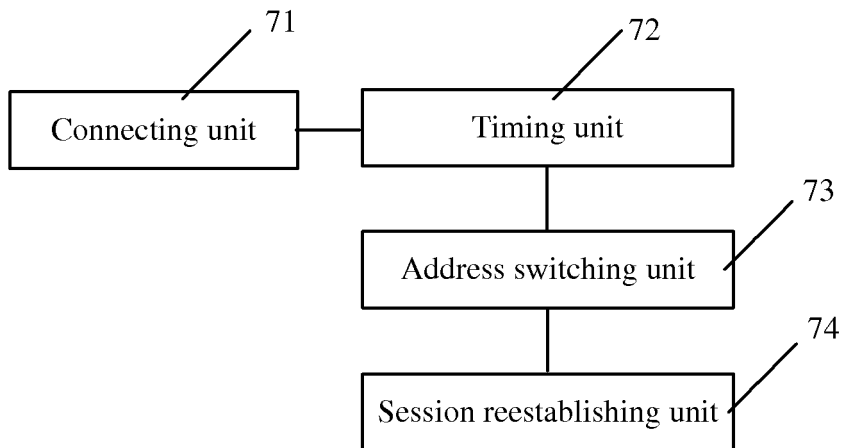 71
72
Connecting unit
Timing unit
73
Address switching unit
74
Session reestablishing unit